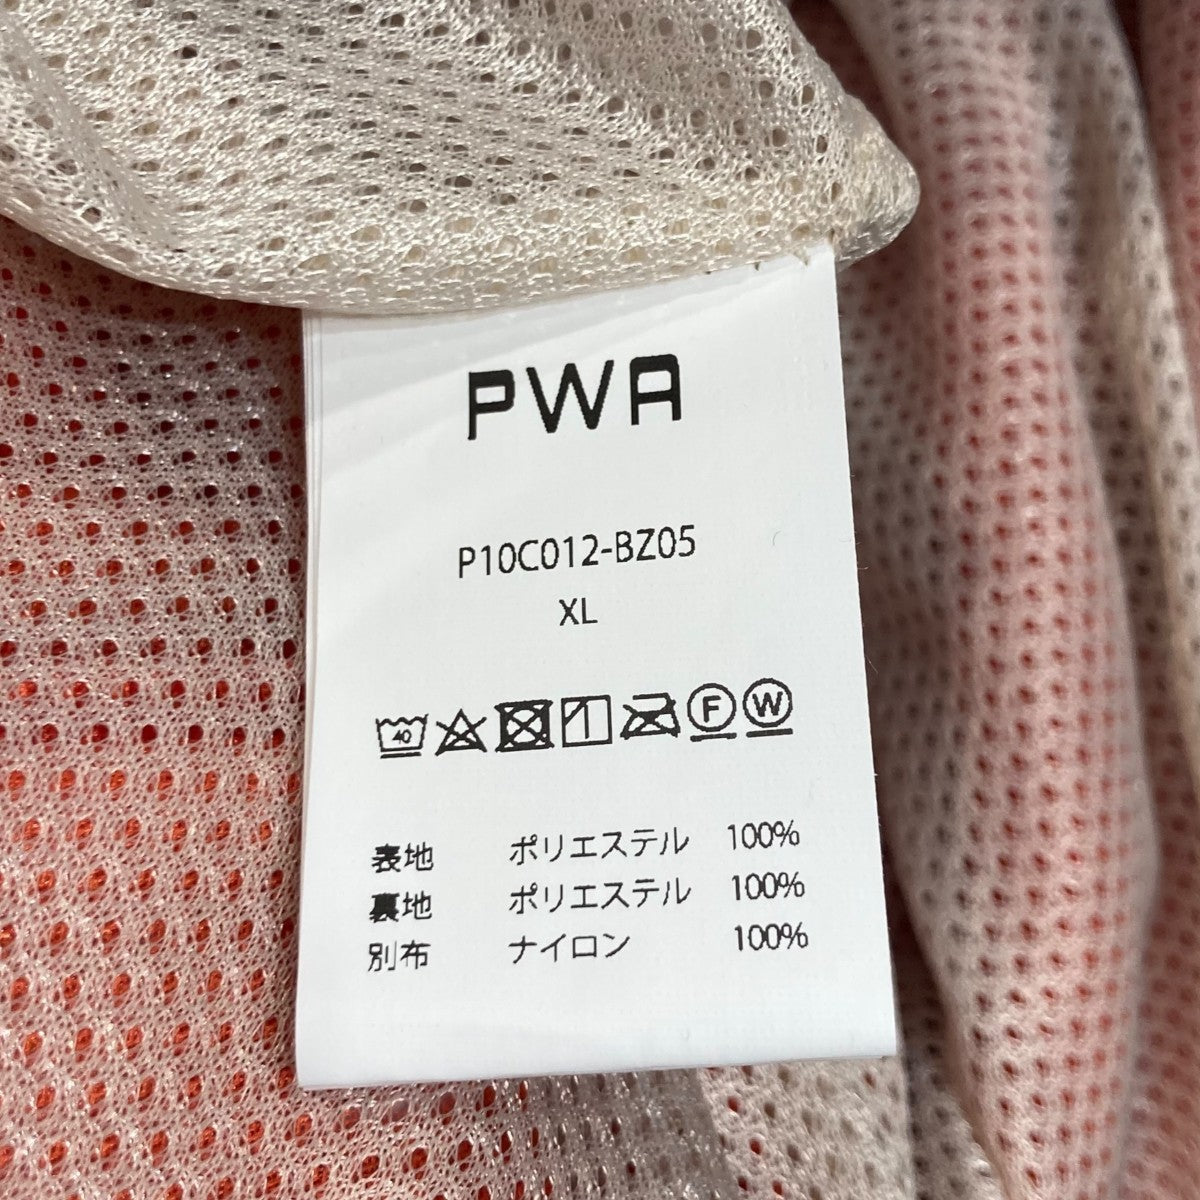 PWA
P10C012-BZ05
XL
40 F W
表地 ポリエステル 100%
裏地 ポリエステル 100%
別布 ナイロン 100%